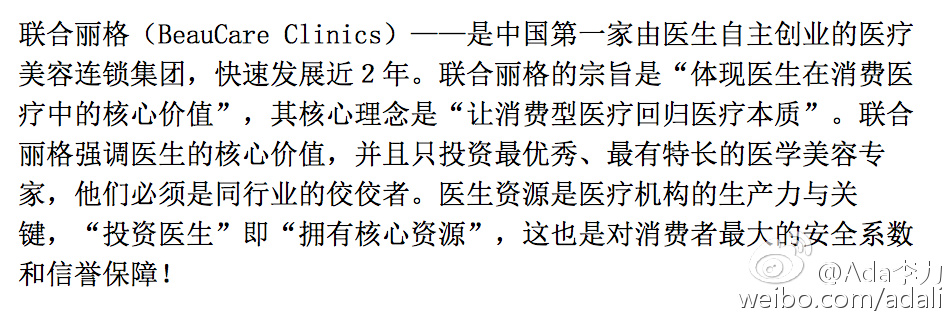 联合丽格（BeauCare Clinics）——是中国第一家由医生自主创业的医疗
美容连锁集团，快速发展近 2 年。联合丽格的宗旨是“体现医生在消费医
疗中的核心价值”，其核心理念是“让消费型医疗回归医疗本质”。联合
丽格强调医生的核心价值，并且只投资最优秀、最有特长的医学美容专
家，他们必须是同行业的佼佼者。医生资源是医疗机构的生产力与关
键，“投资医生”即“拥有核心资源”，这也是对消费者最大的安全系数
和信誉保障！
@Ada李力
weibo.com/adali